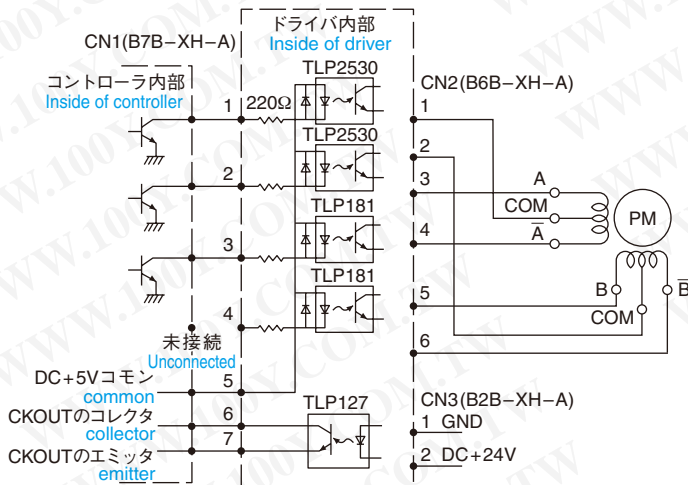 ドライバ内部
Inside of driver
CN1(B7B-XH-A)
コントローラ内部
Inside of controller
TLP2530
CN2(B6B-XH-A)
1
220Ω
1
TLP2530
2
2
3
A
COM
PM
TLP181
3
4
A̅
TLP181
4
5
B
B̅
COM
未接続
Unconnected
6
DC+5Vコモン
common
5
TLP127
CN3(B2B-XH-A)
CKOUTのコレクタ
collector
6
1 GND
CKOUTのエミッタ
emitter
7
2 DC+24V
WWW.100Y.COM.TW